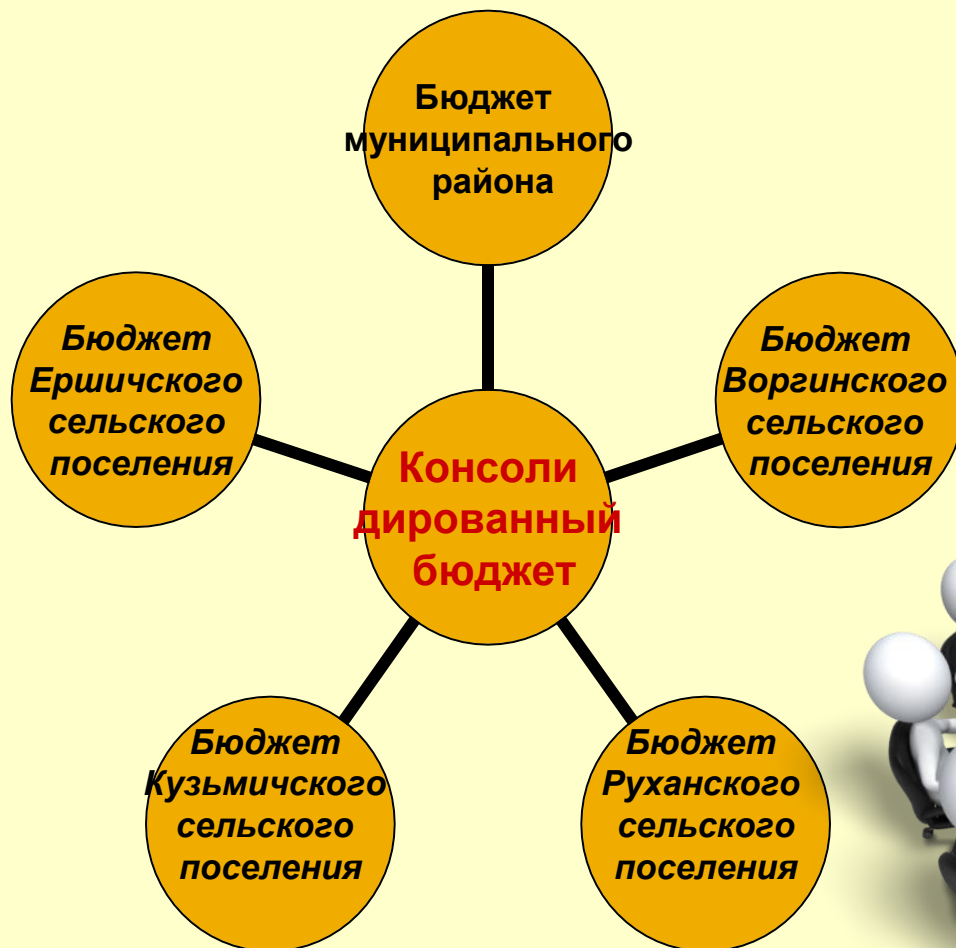 Бюджет
муниципального
района
Бюджет
Ершичского
сельского
поселения
Бюджет
Воргинского
сельского
поселения
Консоли
дированный
бюджет
Бюджет
Кузьмичского
сельского
поселения
Бюджет
Руханского
сельского
поселения